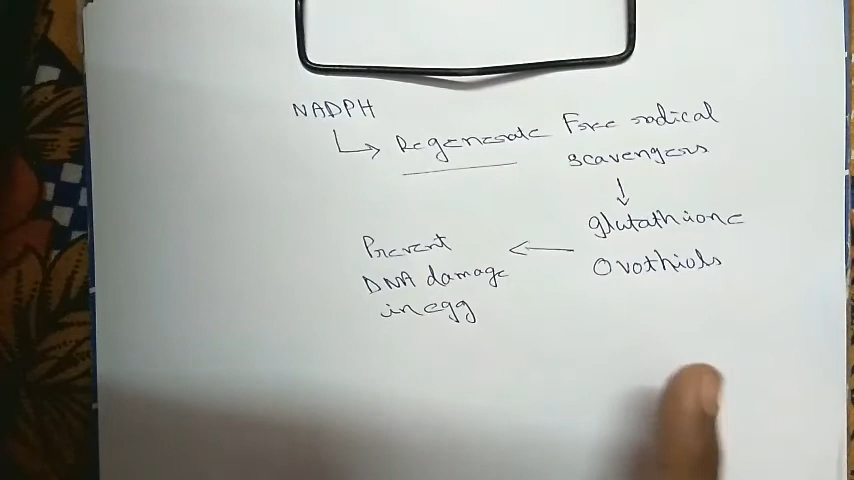 NADPH
Regenerate Free radical
scavengers
glutathione
Ovothiols
Prevent
DNA damage
in egg